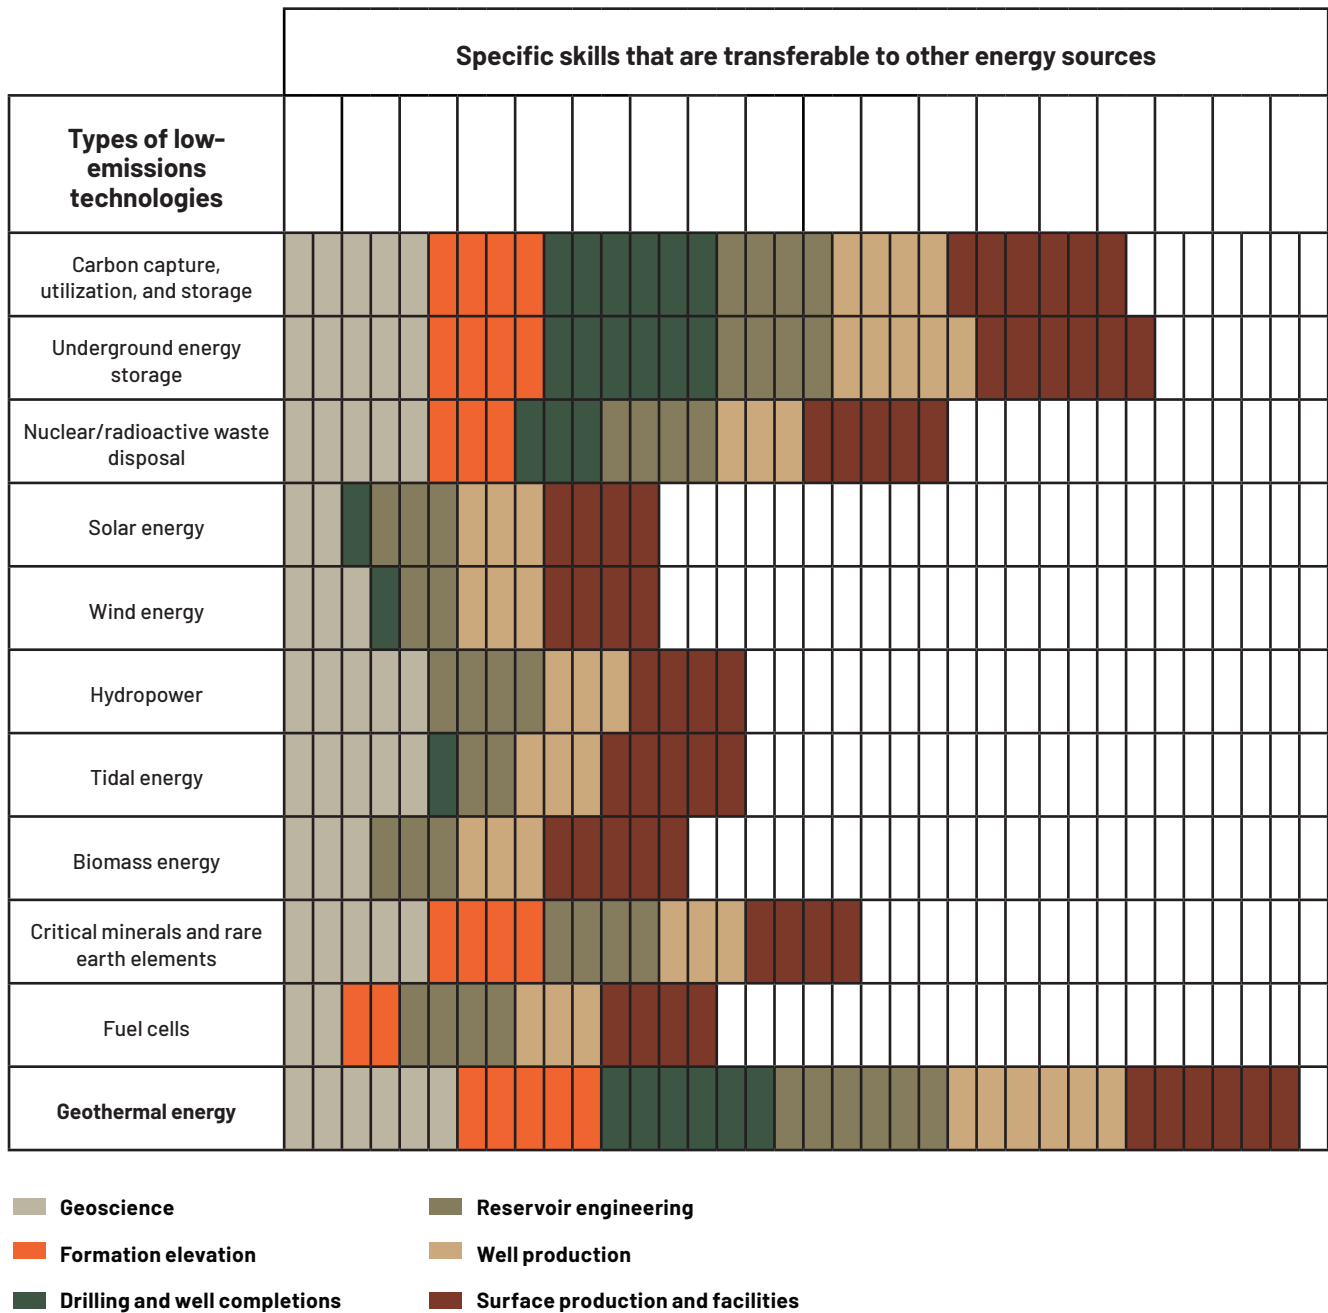 Specific skills that are transferable to other energy sources
Types of low-
emissions
technologies
Carbon capture,
utilization, and storage
Underground energy
storage
Nuclear/radioactive waste
disposal
Solar energy
Wind energy
Hydropower
Tidal energy
Biomass energy
Critical minerals and rare
earth elements
Fuel cells
Geothermal energy
Geoscience
Formation elevation
Drilling and well completions
Reservoir engineering
Well production
Surface production and facilities